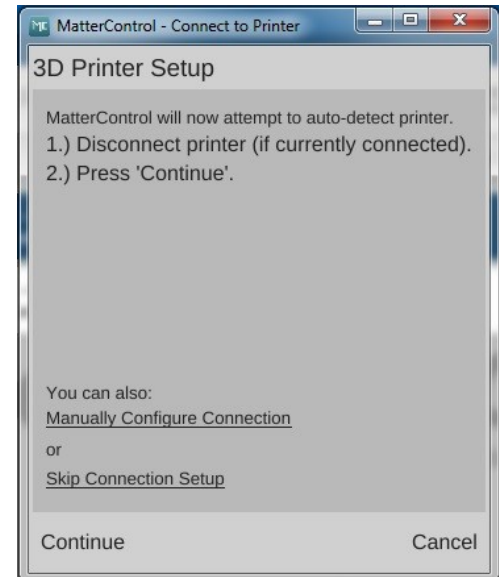 MatterControl - Connect to Printer
3D Printer Setup
MatterControl will now attempt to auto-detect printer.
1.) Disconnect printer (if currently connected).
2.) Press 'Continue'.
You can also:
Manually Configure Connection
or
Skip Connection Setup
Continue Cancel